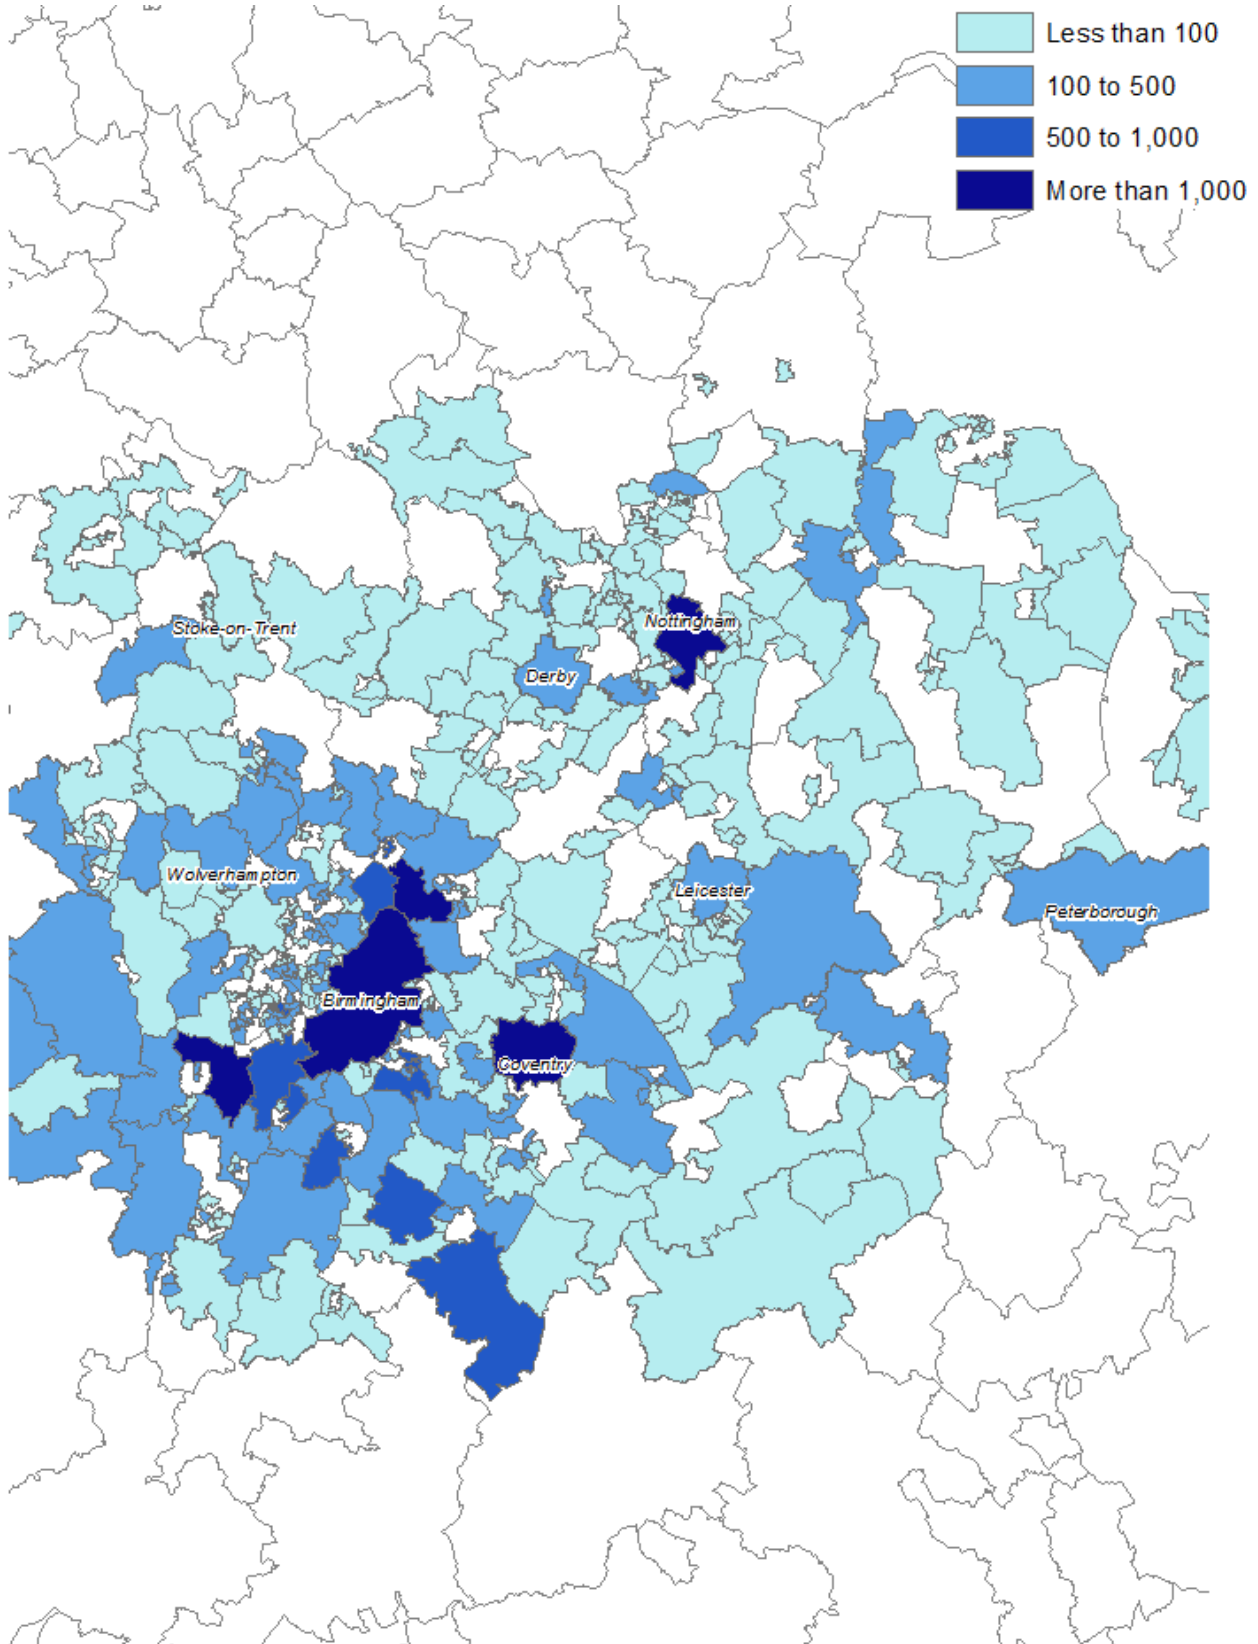 Less than 100
100 to 500
500 to 1,000
More than 1,000
Stoke-on-Trent
Nottingham
Derby
Wolverhampton
Leicester
Peterborough
Birmingham
Coventry